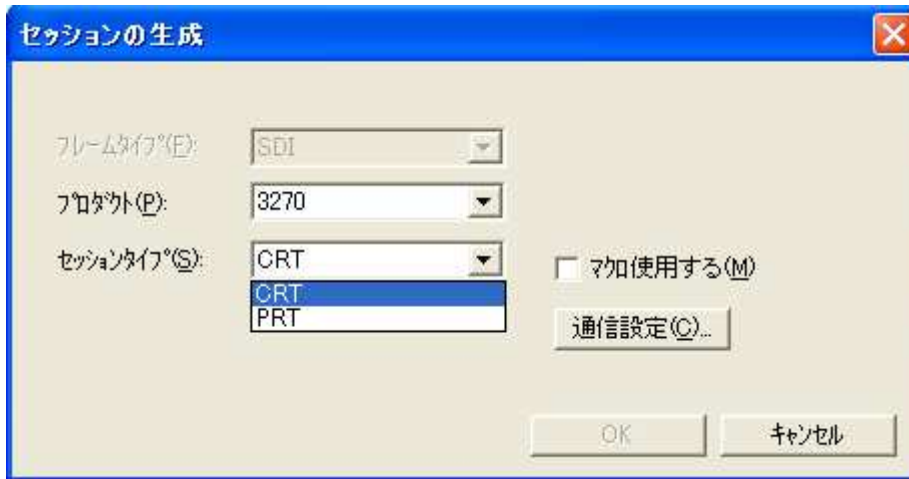 セッションの生成
フレームタイプ(F): SDI
プロダクト(P): 3270
セッションタイプ(S): CRT
マクロ使用する(M)
CRT
PRT
通信設定(C)...
OK キャンセル